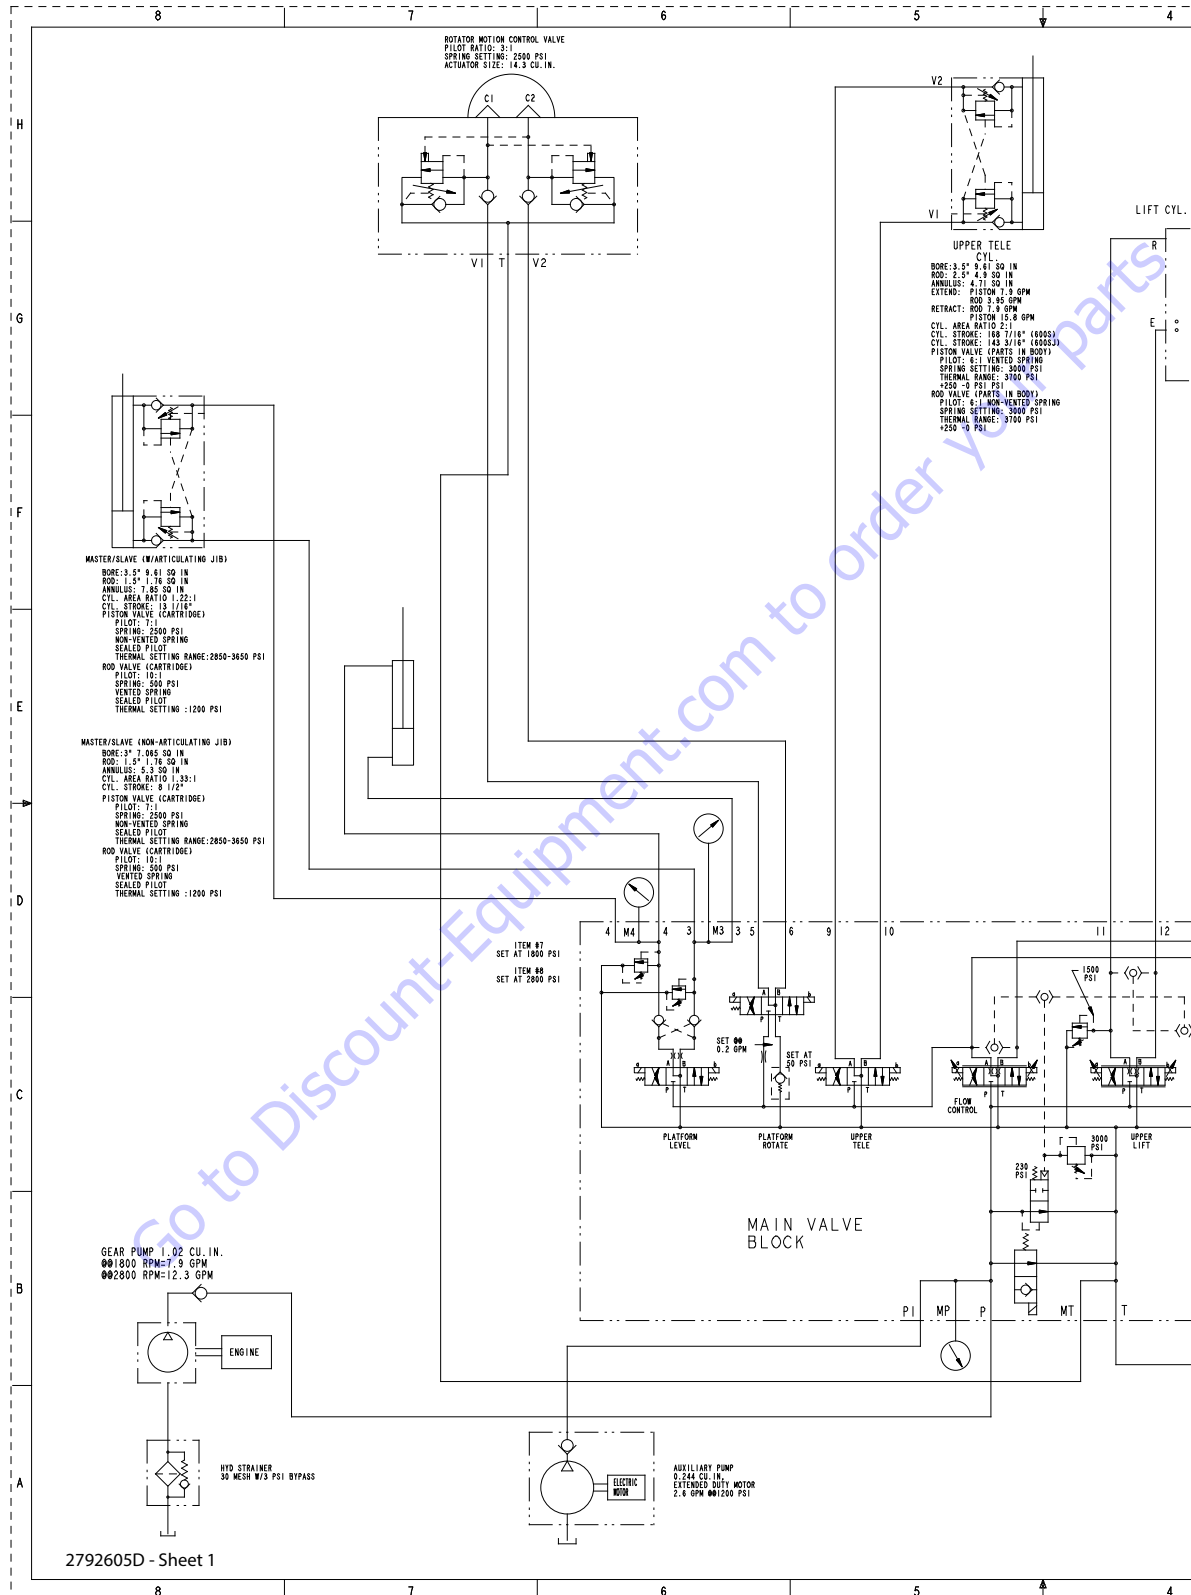 8 7 6 5 4
ROTATOR MOTION CONTROL VALVE
PILOT RATIO: 3:1
SPRING SETTING: 2500 PSI
ACTUATOR SIZE: 14.3 CU.IN.
C1 C2
V2
H
V1
LIFT CYL.
R
V1 T V2
UPPER TELE
CYL.
BORE:3.5" 9.61 SQ IN
ROD: 2.5" 4.9 SQ IN
ANNULUS: 4.71 SQ IN
EXTEND: PISTON 7.9 GPM
ROD 3.95 GPM
RETRACT: ROD 7.9 GPM
PISTON 15.8 GPM
CYL. AREA RATIO 2:1
CYL. STROKE: 168 7/16" (600S)
CYL. STROKE: 143 3/16" (600SJ)
PISTON VALVE (PARTS IN BODY)
PILOT: 6:1 VENTED SPRING
SPRING SETTING: 3000 PSI
THERMAL RANGE: 3700 PSI
+250 -0 PSI PSI
ROD VALVE (PARTS IN BODY)
PILOT: 6:1 NON-VENTED SPRING
SPRING SETTING: 3000 PSI
THERMAL RANGE: 3700 PSI
+250 -0 PSI
G
E
F
MASTER/SLAVE (W/ARTICULATING JIB)
BORE:3.5" 9.61 SQ IN
ROD: 1.5" 1.76 SQ IN
ANNULUS: 7.85 SQ IN
CYL. AREA RATIO 1.22:1
CYL. STROKE: 13 1/16"
PISTON VALVE (CARTRIDGE)
PILOT: 7:1
SPRING: 2500 PSI
NON-VENTED SPRING
SEALED PILOT
THERMAL SETTING RANGE:2850-3650 PSI
ROD VALVE (CARTRIDGE)
PILOT: 10:1
SPRING: 500 PSI
VENTED SPRING
SEALED PILOT
THERMAL SETTING :1200 PSI
E
MASTER/SLAVE (NON-ARTICULATING JIB)
BORE:3" 7.065 SQ IN
ROD: 1.5" 1.76 SQ IN
ANNULUS: 5.3 SQ IN
CYL. AREA RATIO 1.33:1
CYL. STROKE: 8 1/2"
PISTON VALVE (CARTRIDGE)
PILOT: 7:1
SPRING: 2500 PSI
NON-VENTED SPRING
SEALED PILOT
THERMAL SETTING RANGE:2850-3650 PSI
ROD VALVE (CARTRIDGE)
PILOT: 10:1
SPRING: 500 PSI
VENTED SPRING
SEALED PILOT
THERMAL SETTING :1200 PSI
D
4 M4 4 3 M3 3 5 6 9 10 11 12
ITEM #7
SET AT 1800 PSI
ITEM #8
SET AT 2800 PSI
1500
PSI
a A B b
P T
SET @@
0.2 GPM
SET AT
50 PSI
C
a A B b a A B b a A B b a A B b
P T P T P T P T
FLOW
CONTROL
PLATFORM
LEVEL
PLATFORM
ROTATE
UPPER
TELE
3000
PSI
UPPER
LIFT
230
PSI
MAIN VALVE
BLOCK
GEAR PUMP 1.02 CU.IN.
@@1800 RPM=7.9 GPM
@@2800 RPM=12.3 GPM
B
P1 MP P MT T
ENGINE
A
HYD STRAINER
30 MESH W/3 PSI BYPASS
ELECTRIC
MOTOR
AUXILIARY PUMP
0.244 CU.IN.
EXTENDED DUTY MOTOR
2.6 GPM @@1200 PSI
2792605D - Sheet 1
8 7 6 5 4
Go to Discount-Equipment.com to order your parts